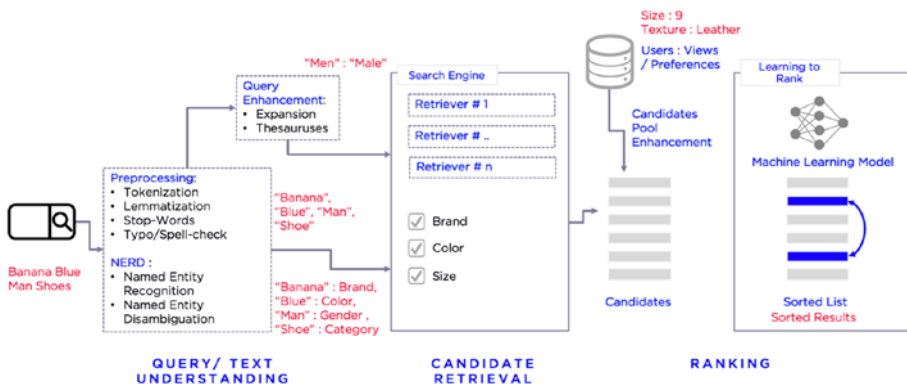 Banana Blue
Man Shoes
Preprocessing:
• Tokenization
• Lemmatization
• Stop-Words
• Typo/Spell-check
NERD :
• Named Entity
Recognition
• Named Entity
Disambiguation
Query
Enhancement:
• Expansion
• Thesauruses
"Men" : "Male"
"Banana",
"Blue", "Man",
"Shoe"
"Banana" : Brand,
"Blue" : Color,
"Man" : Gender ,
"Shoe" : Category
Search Engine
Retriever # 1
Retriever # ..
Retriever # n
Brand
Color
Size
Size : 9
Texture : Leather
Users : Views
/ Preferences
Candidates
Pool
Enhancement
Candidates
Learning to
Rank
Machine Learning Model
Sorted List
Sorted Results
QUERY/ TEXT
UNDERSTANDING
CANDIDATE
RETRIEVAL
RANKING